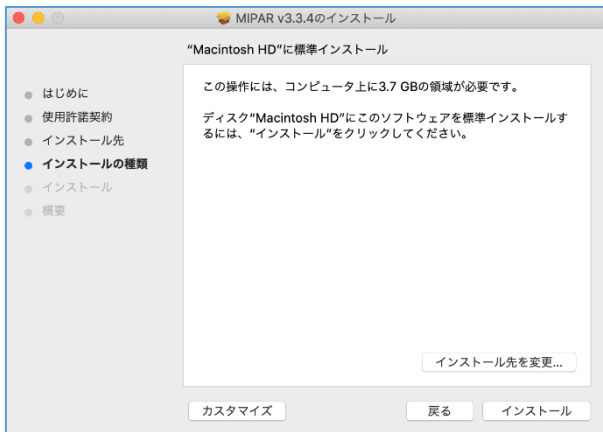 MIPAR v3.3.4のインストール
"Macintosh HD"に標準インストール
はじめに
使用許諾契約
インストール先
インストールの種類
インストール
概要
この操作には、コンピュータ上に3.7 GBの領域が必要です。
ディスク"Macintosh HD"にこのソフトウェアを標準インストールす
るには、"インストール"をクリックしてください。
インストール先を変更...
カスタマイズ
戻る
インストール